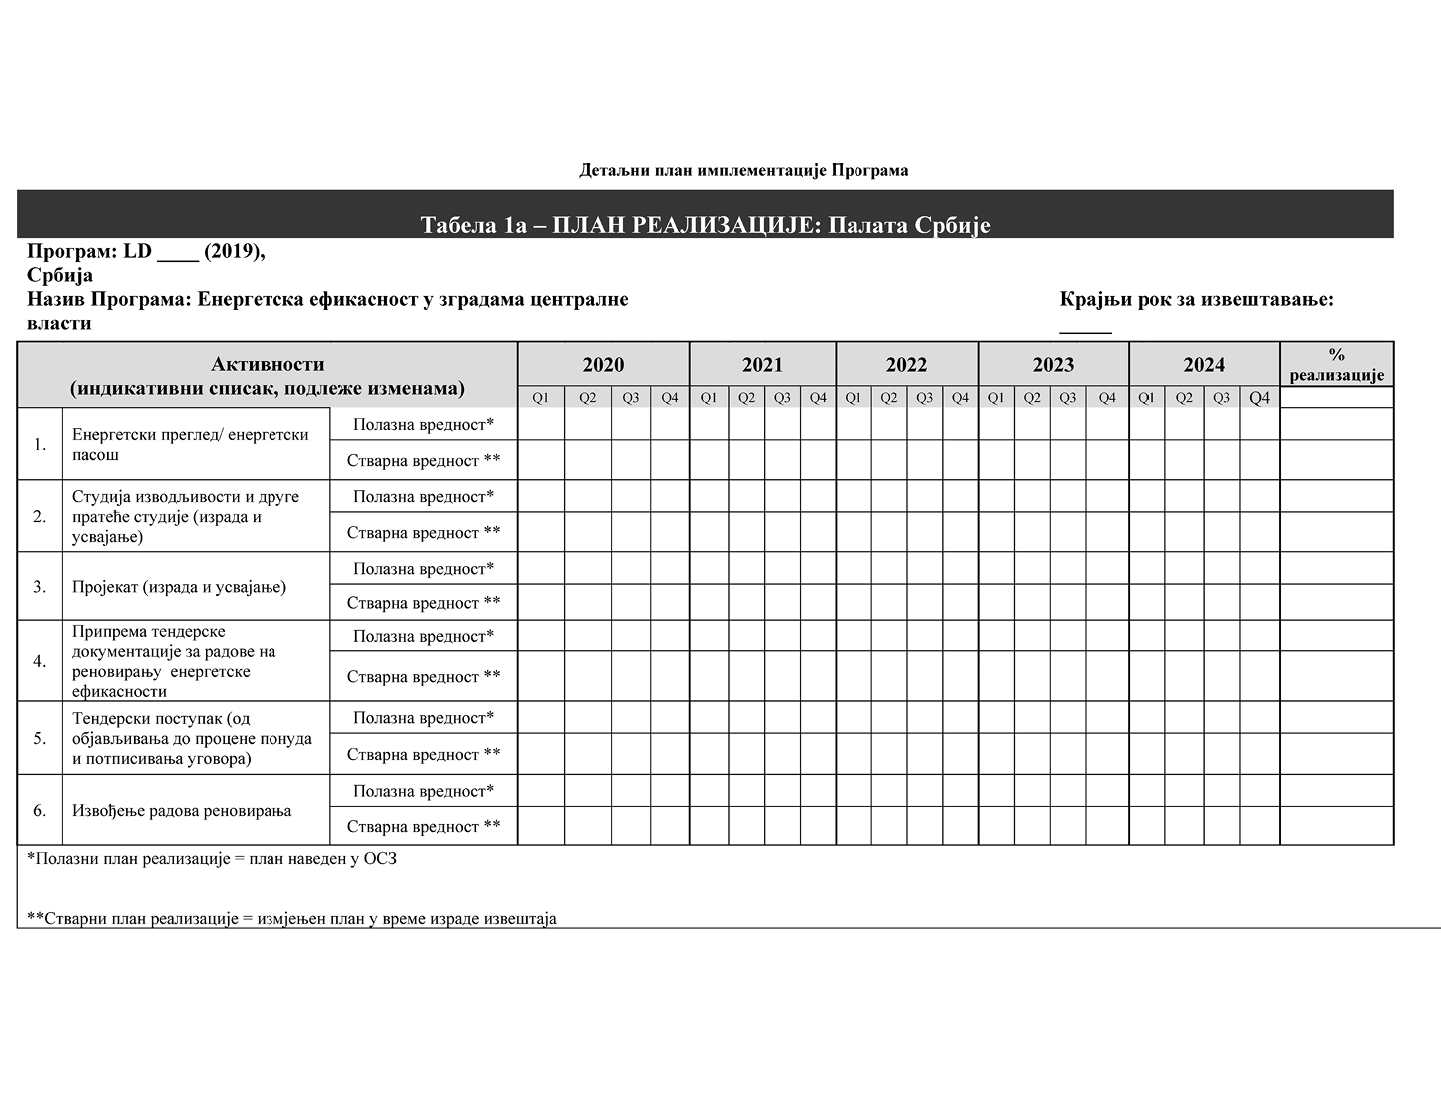 Детаљни план имплементације Програма
Табела 1а – ПЛАН РЕАЛИЗАЦИЈЕ: Палата Србије
Програм: LD ____ (2019),
Србија
Назив Програма: Енергетска ефикасност у зградама централне
власти
Крајњи рок за извештавање:
_____
Активности
(индикативни списак, подлеже изменама)
2020 2021 2022 2023 2024
%
реализације
Q1 Q2 Q3 Q4 Q1 Q2 Q3 Q4 Q1 Q2 Q3 Q4 Q1 Q2 Q3 Q4 Q1 Q2 Q3 Q4
1.
Енергетски преглед/ енергетски
пасош
Полазна вредност*
Стварна вредност **
2.
Студија изводљивости и друге
пратеће студије (израда и
усвајање)
Полазна вредност*
Стварна вредност **
3.
Пројекат (израда и усвајање)
Полазна вредност*
Стварна вредност **
4.
Припрема тендерске
документације за радове на
реновирању енергетске
ефикасности
Полазна вредност*
Стварна вредност **
5.
Тендерски поступак (од
објављивања до процене понуда
и потписивања уговора)
Полазна вредност*
Стварна вредност **
6.
Извођење радова реновирања
Полазна вредност*
Стварна вредност **
*Полазни план реализације = план наведен у ОСЗ
**Стварни план реализације = измјењен план у време израде извештаја